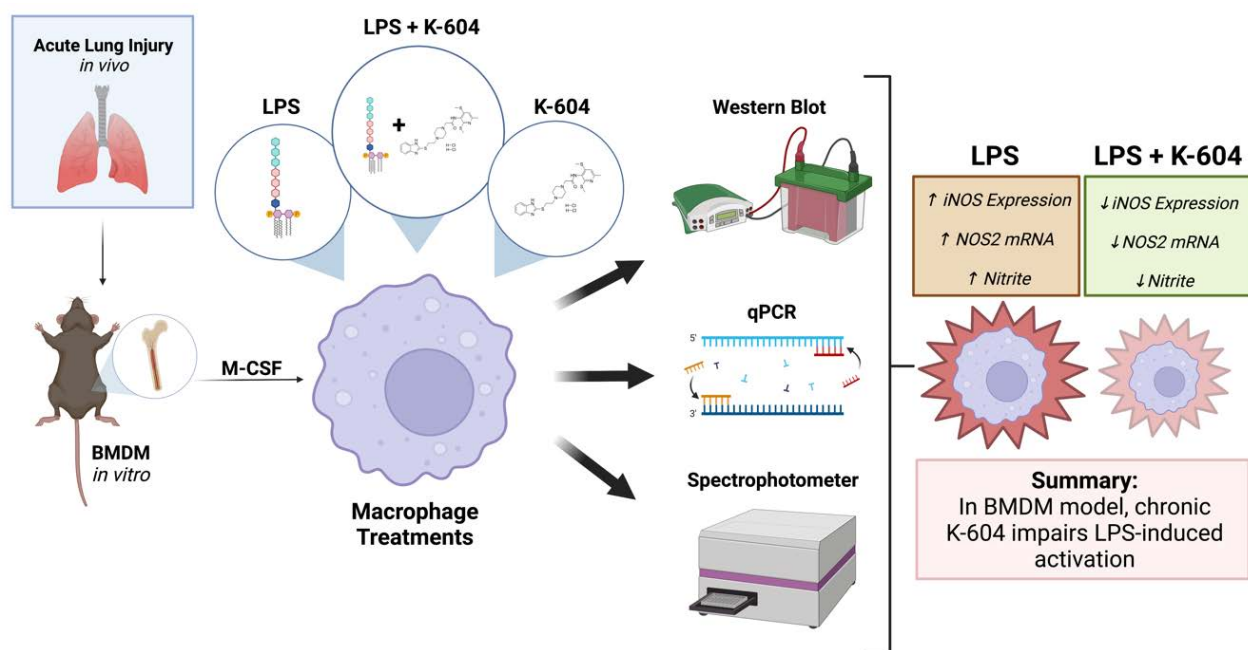 Acute Lung Injury
in vivo
LPS
LPS + K-604
+
K-604
BMDM
in vitro
M-CSF
Macrophage
Treatments
Western Blot
qPCR
5'
3'
Spectrophotometer
LPS
↑ iNOS Expression
↑ NOS2 mRNA
↑ Nitrite
LPS + K-604
↓ iNOS Expression
↓ NOS2 mRNA
↓ Nitrite
Summary:
In BMDM model, chronic
K-604 impairs LPS-induced
activation